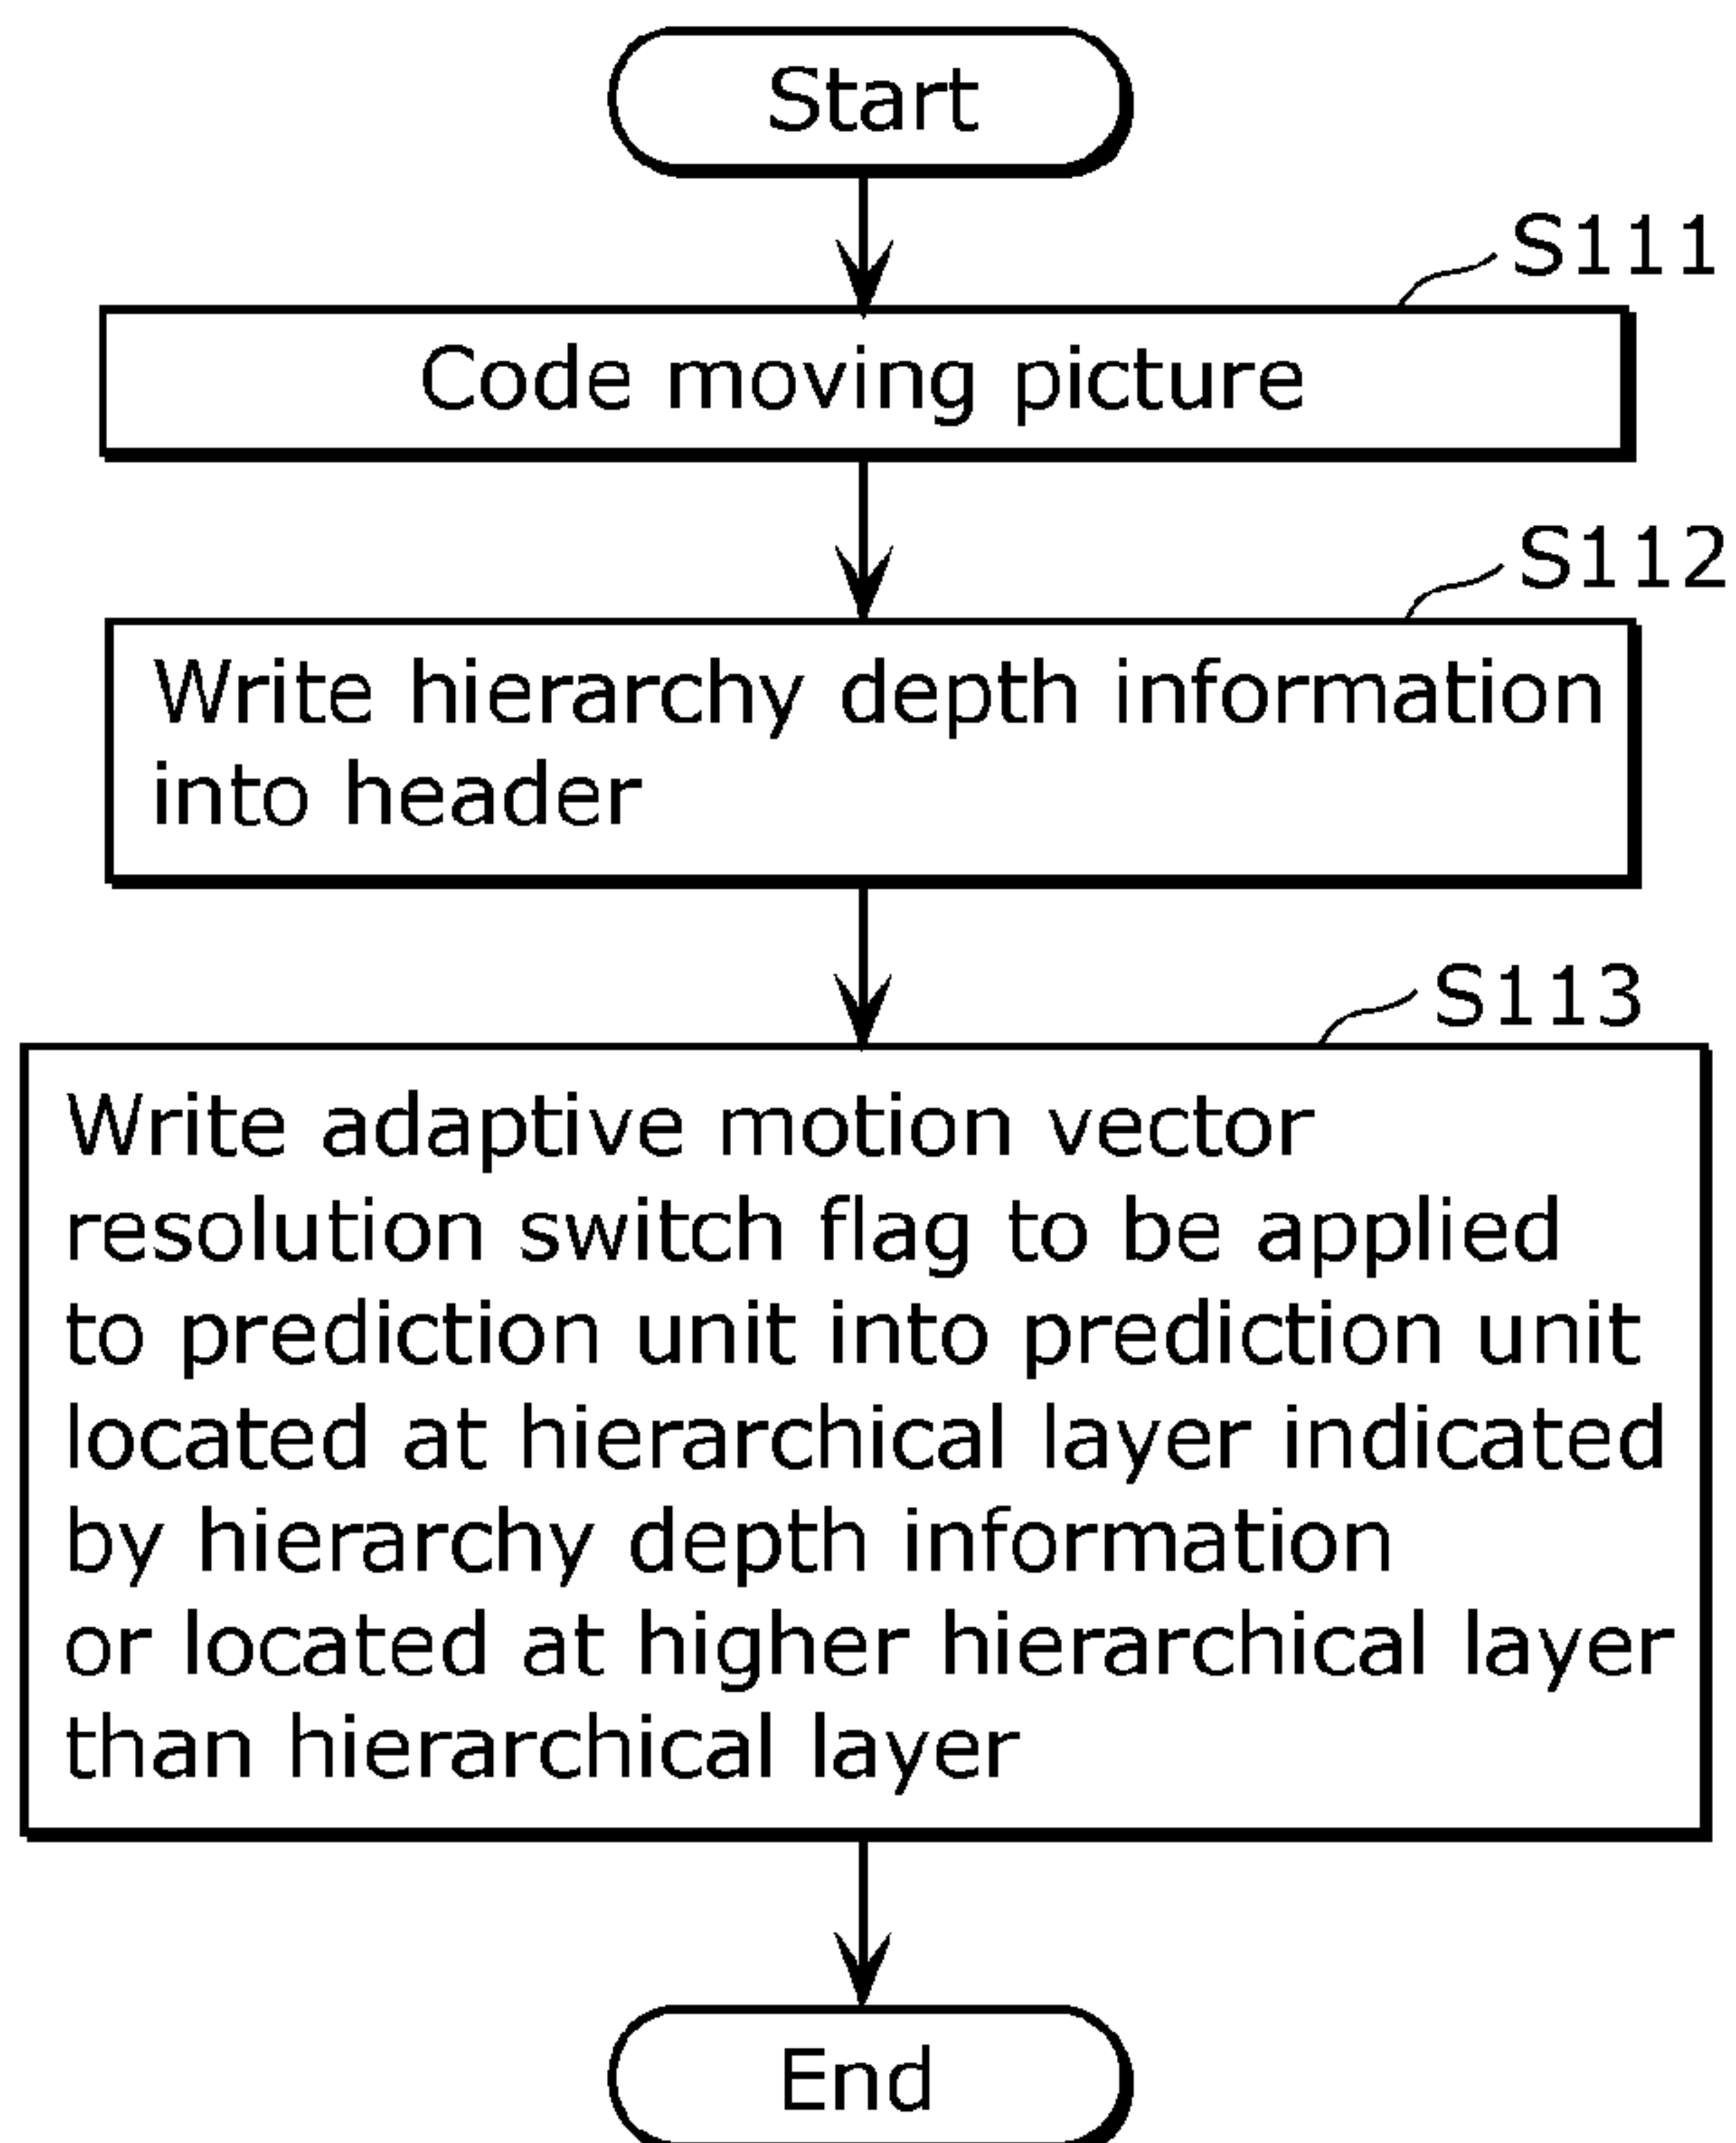 Start
S111
Code moving picture
S112
Write hierarchy depth information
into header
S113
Write adaptive motion vector
resolution switch flag to be applied
to prediction unit into prediction unit
located at hierarchical layer indicated
by hierarchy depth information
or located at higher hierarchical layer
than hierarchical layer
End